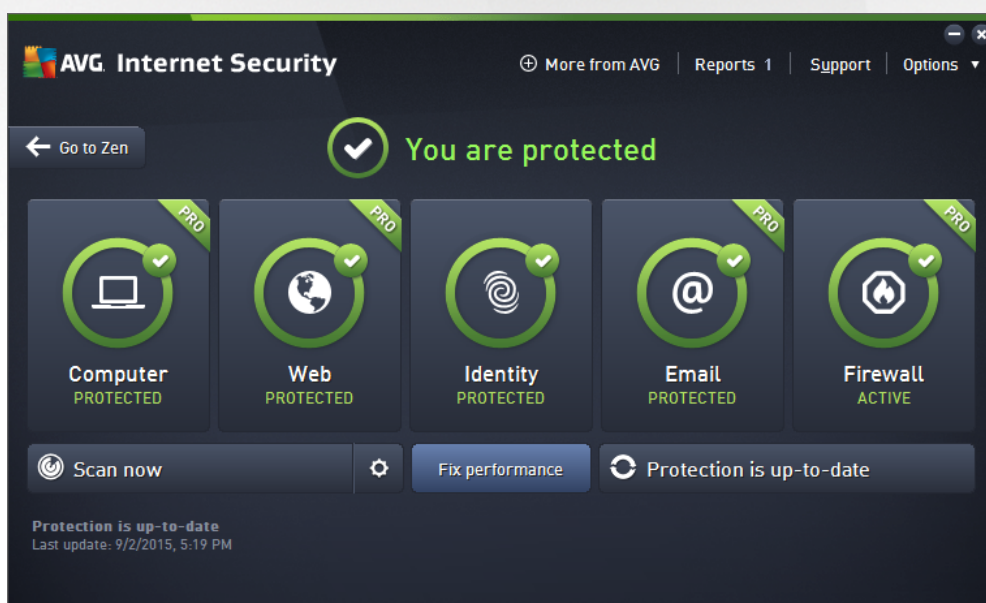 AVG. Internet Security
More from AVG
Reports 1
Support
Options
Go to Zen
You are protected
PRO
PRO
PRO
PRO
Computer
PROTECTED
Web
PROTECTED
Identity
PROTECTED
Email
PROTECTED
Firewall
ACTIVE
Scan now
Fix performance
Protection is up-to-date
Protection is up-to-date
Last update: 9/2/2015, 5:19 PM